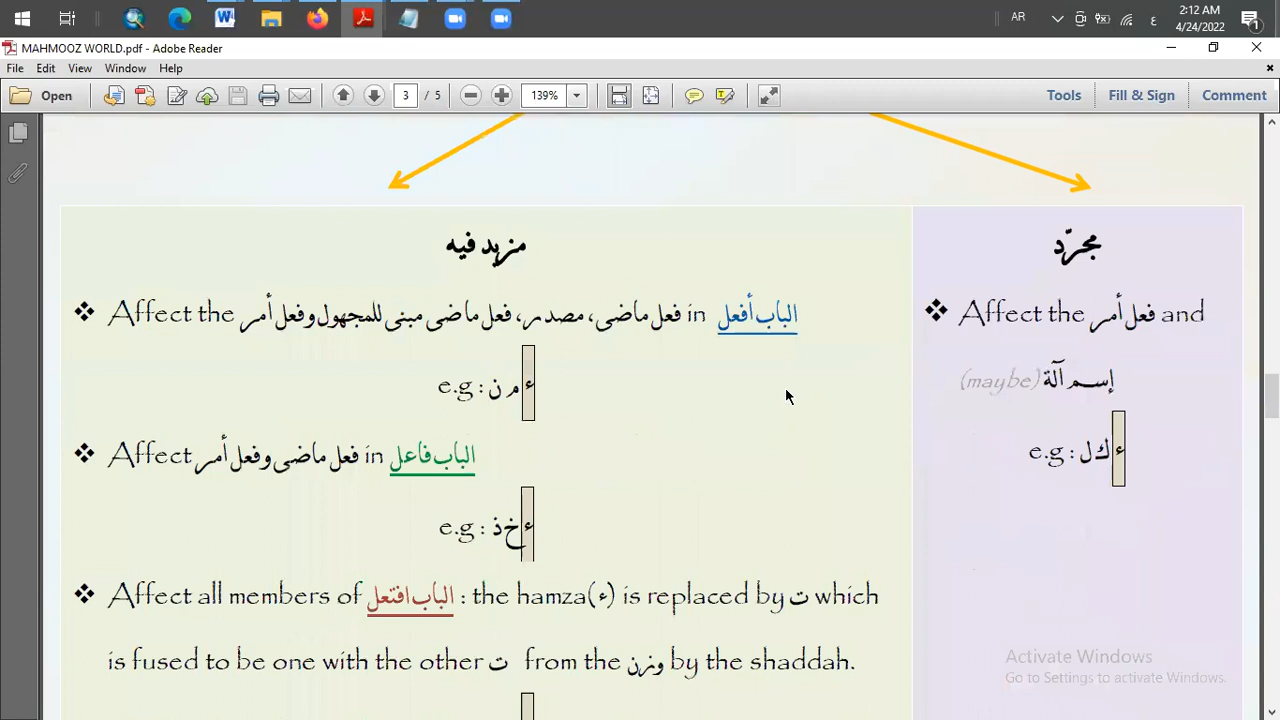 AR
ع
2:12 AM
4/24/2022
MAHMOOZ WORLD.pdf - Adobe Reader
File Edit View Window Help
Open 3 / 5 139% Tools Fill & Sign Comment
مزيد فيه
❖ Affect the فعل ماضى، مصدر، فعل ماضى مبنى للمجهول وفعل أمر in الباب أفعل
e.g : ء م ن
❖ Affect فعل ماضى وفعل أمر in الباب فاعل
e.g : ء خ ذ
❖ Affect all members of الباب افتعل : the hamza(ء) is replaced by ت which
is fused to be one with the other ت from the وزن by the shaddah.
مجرّد
❖ Affect the فعل أمر and
إسم آلة (maybe)
e.g : ء ك ل
Activate Windows
Go to Settings to activate Windows.